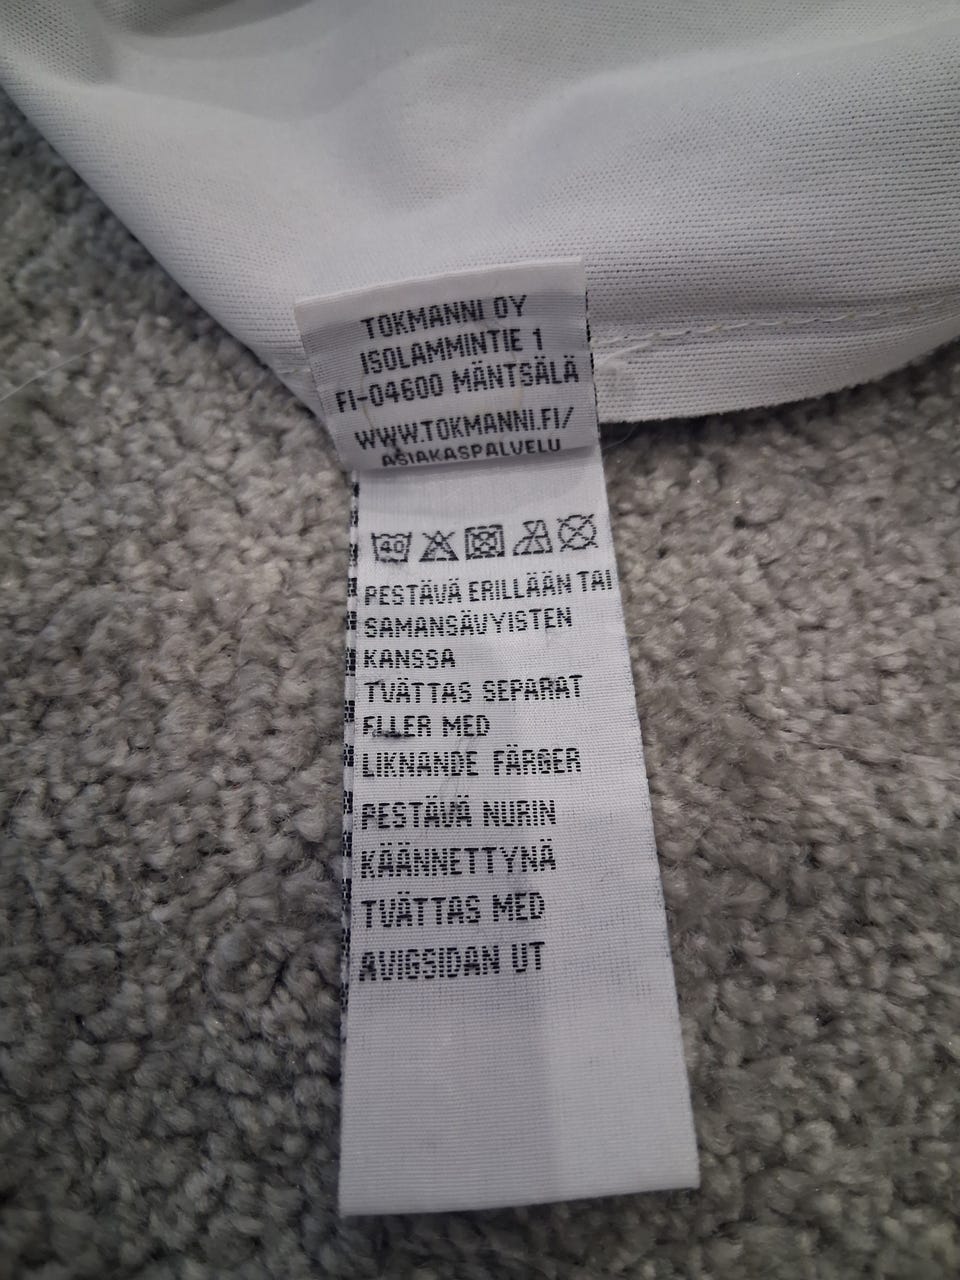 TOKMANNI OY
ISOLAMMINTIE 1
FI-04600 MÄNTSÄLÄ
WWW.TOKMANNI.FI/
ASIAKASPALVELU
40
PESTÄVÄ ERILLÄÄN TAI
SAMANSÄVYISTEN
KANSSA
TVÄTTAS SEPARAT
ELLER MED
LIKNANDE FÄRGER
PESTÄVÄ NURIN
KÄÄNNETTYNÄ
TVÄTTAS MED
AVIGSIDAN UT